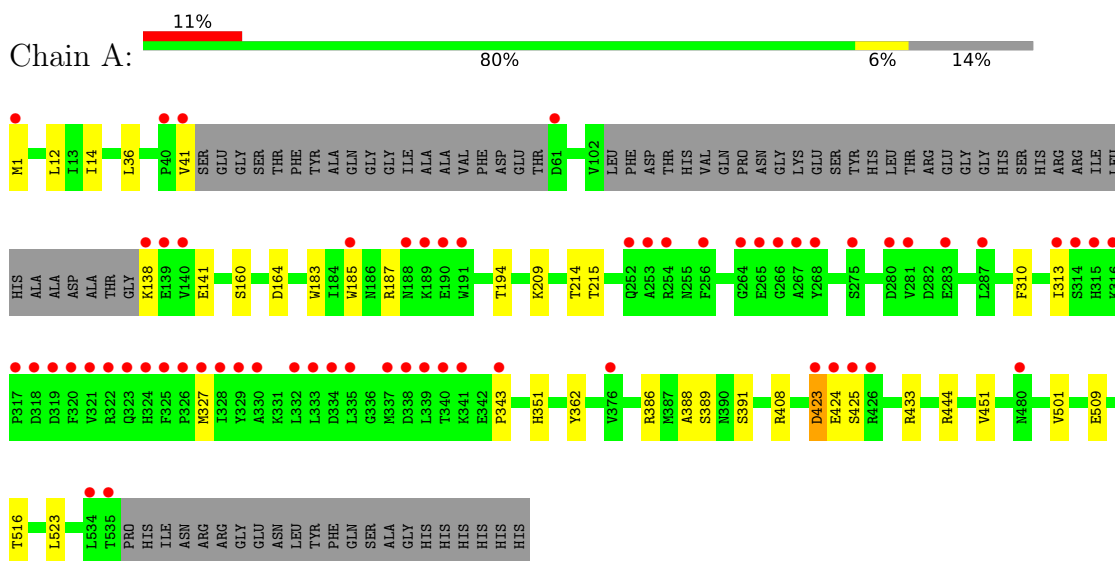 11%
Chain A:
80% 6% 14%
M1 L12 I13 I14 L36 P40 V41 SER GLU GLY SER THR PHE TYR ALA GLN GLY GLY ILE ALA ALA VAL PHE ASP GLU THR D61 V102 LEU PHE ASP THR HIS VAL GLN PRO ASN GLY LYS GLU SER TYR HIS LEU THR ARG GLU GLY GLY HIS SER HIS ARG ARG ILE LEU
HIS ALA ALA ASP ALA THR GLY K138 E139 V140 E141 S160 D164 W183 I184 W185 N186 R187 N188 K189 E190 W191 T194 K209 T214 T215 Q252 A253 R254 N255 F256 G264 E265 G266 A267 Y268 S275 D280 V281 D282 E283 L287 F310 I313 S314 H315 K316
P317 D318 D319 F320 V321 R322 Q323 H324 F325 P326 M327 I328 Y329 A330 K331 L332 L333 D334 L335 G336 M337 D338 L339 T340 K341 E342 P343 H351 Y362 V376 R386 M387 A388 S389 N390 S391 R408 D423 E424 S425 R426 R433 R444 V451 N480 V501 E509
T516 L523 L534 T535 PRO HIS ILE ASN ARG ARG GLY GLU ASN LEU TYR PHE GLN SER ALA GLY HIS HIS HIS HIS HIS HIS